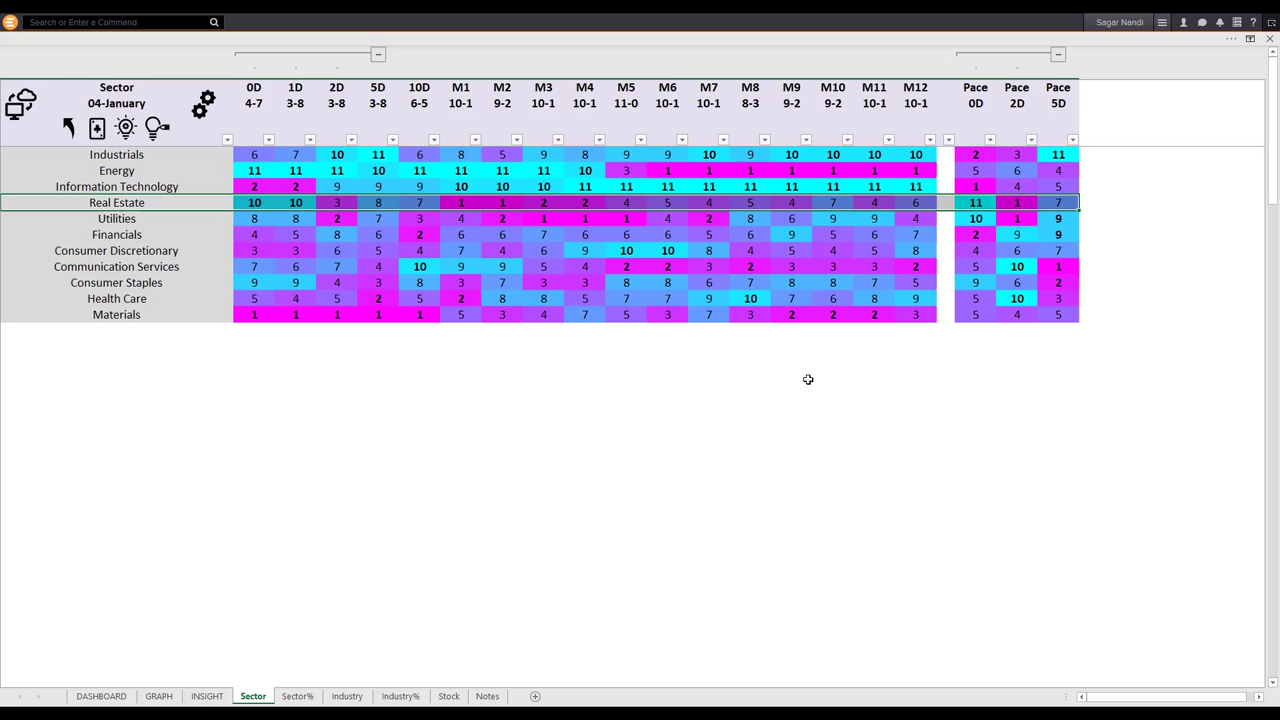 Search or Enter a Command
Sagar Nandi
Sector 0D 1D 2D 5D 10D M1 M2 M3 M4 M5 M6 M7 M8 M9 M10 M11 M12 Pace Pace Pace
04-January 4-7 3-8 3-8 3-8 6-5 10-1 9-2 10-1 10-1 11-0 10-1 10-1 8-3 9-2 9-2 10-1 10-1 0D 2D 5D
Industrials 6 7 10 11 6 8 5 9 8 9 9 10 9 10 10 10 10 2 3 11
Energy 11 11 11 10 11 11 11 11 10 3 1 1 1 1 1 1 1 5 6 4
Information Technology 2 2 9 9 9 10 10 10 11 11 11 11 11 11 11 11 11 1 4 5
Real Estate 10 10 3 8 7 1 1 2 2 4 5 4 5 4 7 4 6 11 1 7
Utilities 8 8 2 7 3 4 2 1 1 1 4 2 8 6 9 9 4 10 1 9
Financials 4 5 8 6 2 6 6 7 6 6 6 5 6 9 5 6 7 2 9 9
Consumer Discretionary 3 3 6 5 4 7 4 6 9 10 10 8 4 5 4 5 8 4 6 7
Communication Services 7 6 7 4 10 9 9 5 4 2 2 3 2 3 3 3 2 5 10 1
Consumer Staples 9 9 4 3 8 3 7 3 3 8 8 6 7 8 8 7 5 9 6 2
Health Care 5 4 5 2 5 2 8 8 5 7 7 9 10 7 6 8 9 5 10 3
Materials 1 1 1 1 1 5 3 4 7 5 3 7 3 2 2 2 3 5 4 5
DASHBOARD GRAPH INSIGHT Sector Sector% Industry Industry% Stock Notes